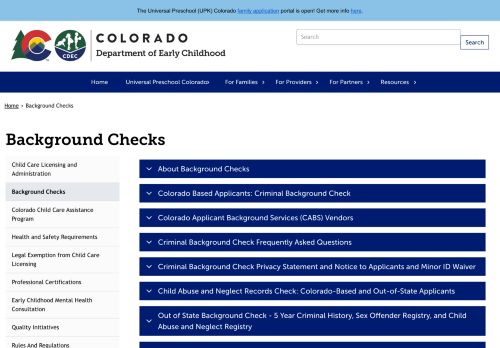 The Universal Preschool (UPK) Colorado family application portal is open! Get more info here.
CDEC
COLORADO
Department of Early Childhood
Search
Search
Home
Universal Preschool Colorado
For Families
For Providers
For Partners
Resources
Home › Background Checks
Background Checks
Child Care Licensing and
Administration
Background Checks
Colorado Child Care Assistance
Program
Health and Safety Requirements
Legal Exemption from Child Care
Licensing
Professional Certifications
Early Childhood Mental Health
Consultation
Quality Initiatives
Rules and Regulations
About Background Checks
Colorado Based Applicants: Criminal Background Check
Colorado Applicant Background Services (CABS) Vendors
Criminal Background Check Frequently Asked Questions
Criminal Background Check Privacy Statement and Notice to Applicants and Minor ID Waiver
Child Abuse and Neglect Records Check: Colorado-Based and Out-of-State Applicants
Out of State Background Check - 5 Year Criminal History, Sex Offender Registry, and Child
Abuse and Neglect Registry